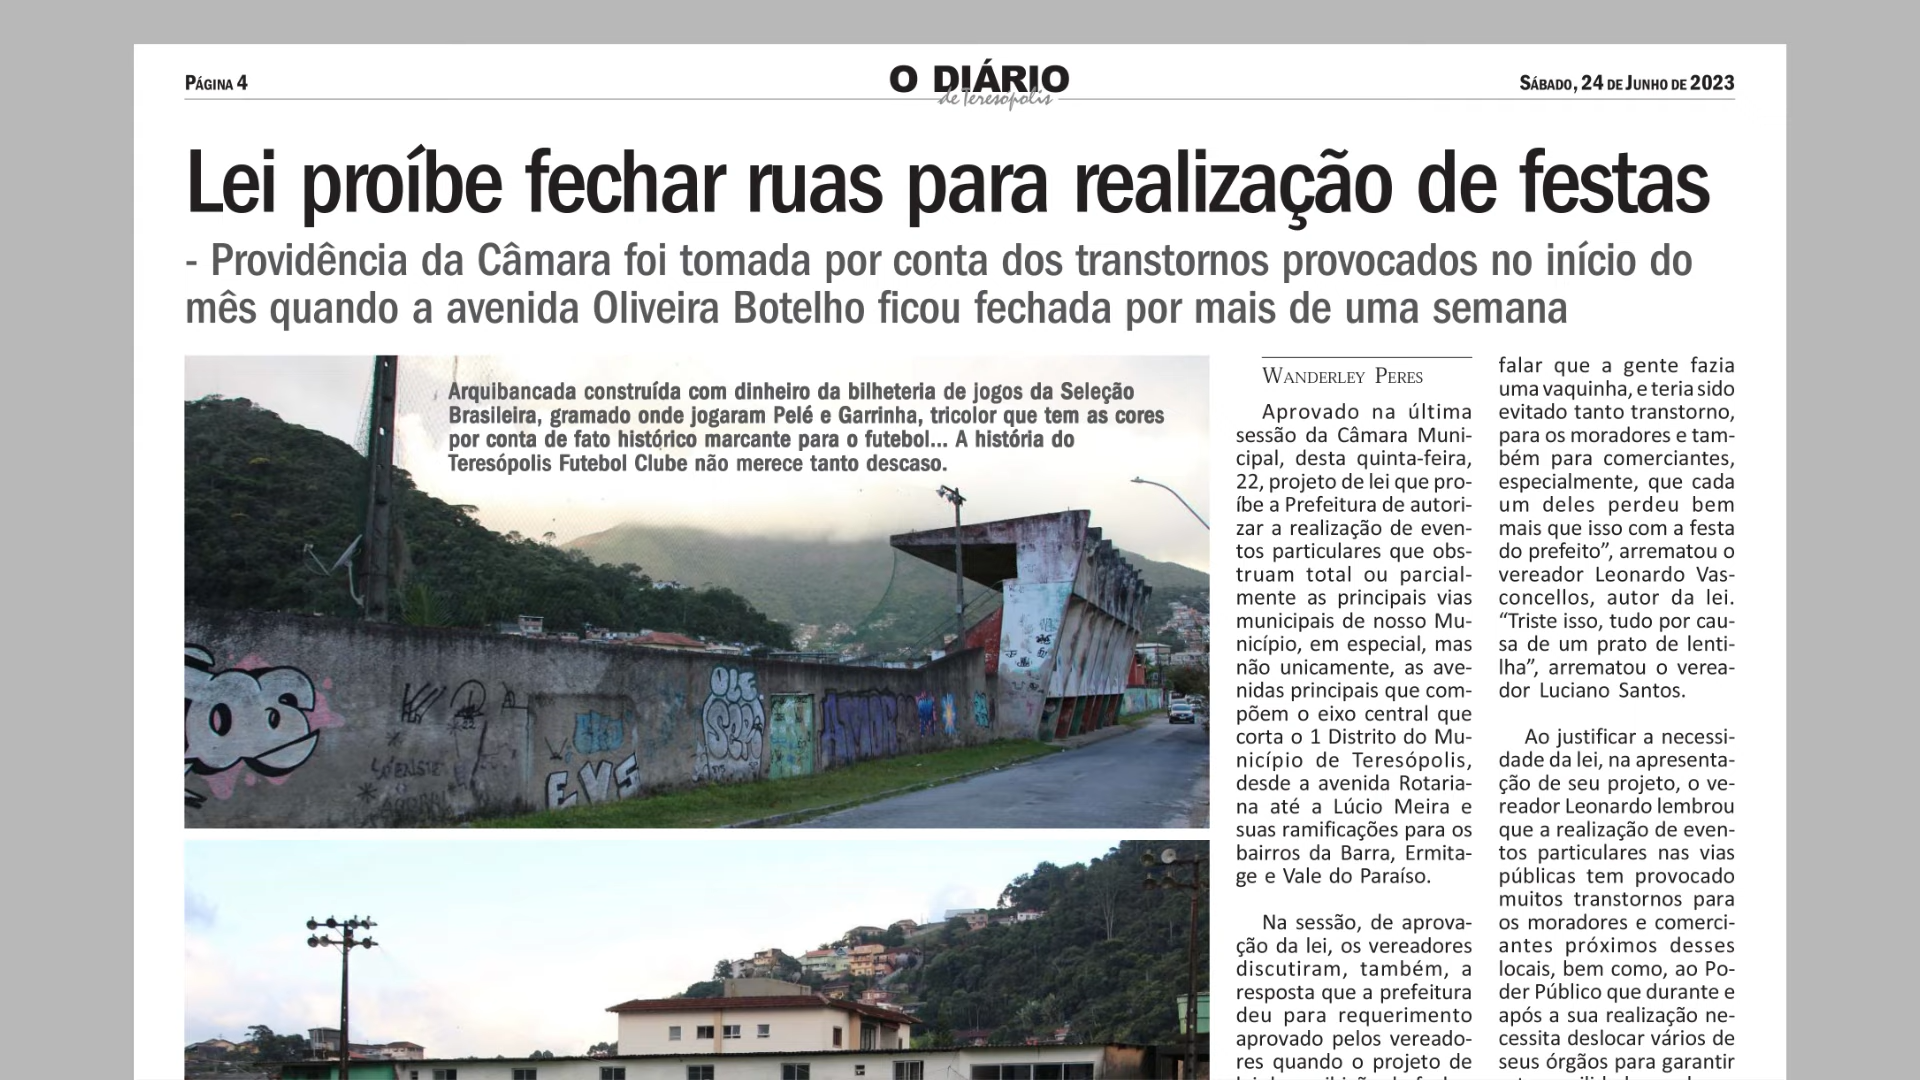 PÁGINA 4
O DIÁRIO
de Teresópolis
SÁBADO, 24 DE JUNHO DE 2023
Lei proíbe fechar ruas para realização de festas
- Providência da Câmara foi tomada por conta dos transtornos provocados no início do
mês quando a avenida Oliveira Botelho ficou fechada por mais de uma semana
Arquibancada construída com dinheiro da bilheteria de jogos da Seleção
Brasileira, gramado onde jogaram Pelé e Garrinha, tricolor que tem as cores
por conta de fato histórico marcante para o futebol... A história do
Teresópolis Futebol Clube não merece tanto descaso.
AMOR
EVS
WANDERLEY PERES
Aprovado na última
sessão da Câmara Muni-
cipal, desta quinta-feira,
22, projeto de lei que pro-
íbe a Prefeitura de autori-
zar a realização de even-
tos particulares que obs-
truam total ou parcial-
mente as principais vias
municipais de nosso Mu-
nicípio, em especial, mas
não unicamente, as ave-
nidas principais que com-
põem o eixo central que
corta o 1 Distrito do Mu-
nicípio de Teresópolis,
desde a avenida Rotaria-
na até a Lúcio Meira e
suas ramificações para os
bairros da Barra, Ermita-
ge e Vale do Paraíso.
Na sessão, de aprova-
ção da lei, os vereadores
discutiram, também, a
resposta que a prefeitura
deu para requerimento
aprovado pelos vereado-
res quando o projeto de
falar que a gente fazia
uma vaquinha, e teria sido
evitado tanto transtorno,
para os moradores e tam-
bém para comerciantes,
especialmente, que cada
um deles perdeu bem
mais que isso com a festa
do prefeito”, arrematou o
vereador Leonardo Vas-
concellos, autor da lei.
“Triste isso, tudo por cau-
sa de um prato de lenti-
lha”, arrematou o verea-
dor Luciano Santos.
Ao justificar a necessi-
dade da lei, na apresenta-
ção de seu projeto, o ve-
reador Leonardo lembrou
que a realização de even-
tos particulares nas vias
públicas tem provocado
muitos transtornos para
os moradores e comerci-
antes próximos desses
locais, bem como, ao Po-
der Público que durante e
após a sua realização ne-
cessita deslocar vários de
seus órgãos para garantir